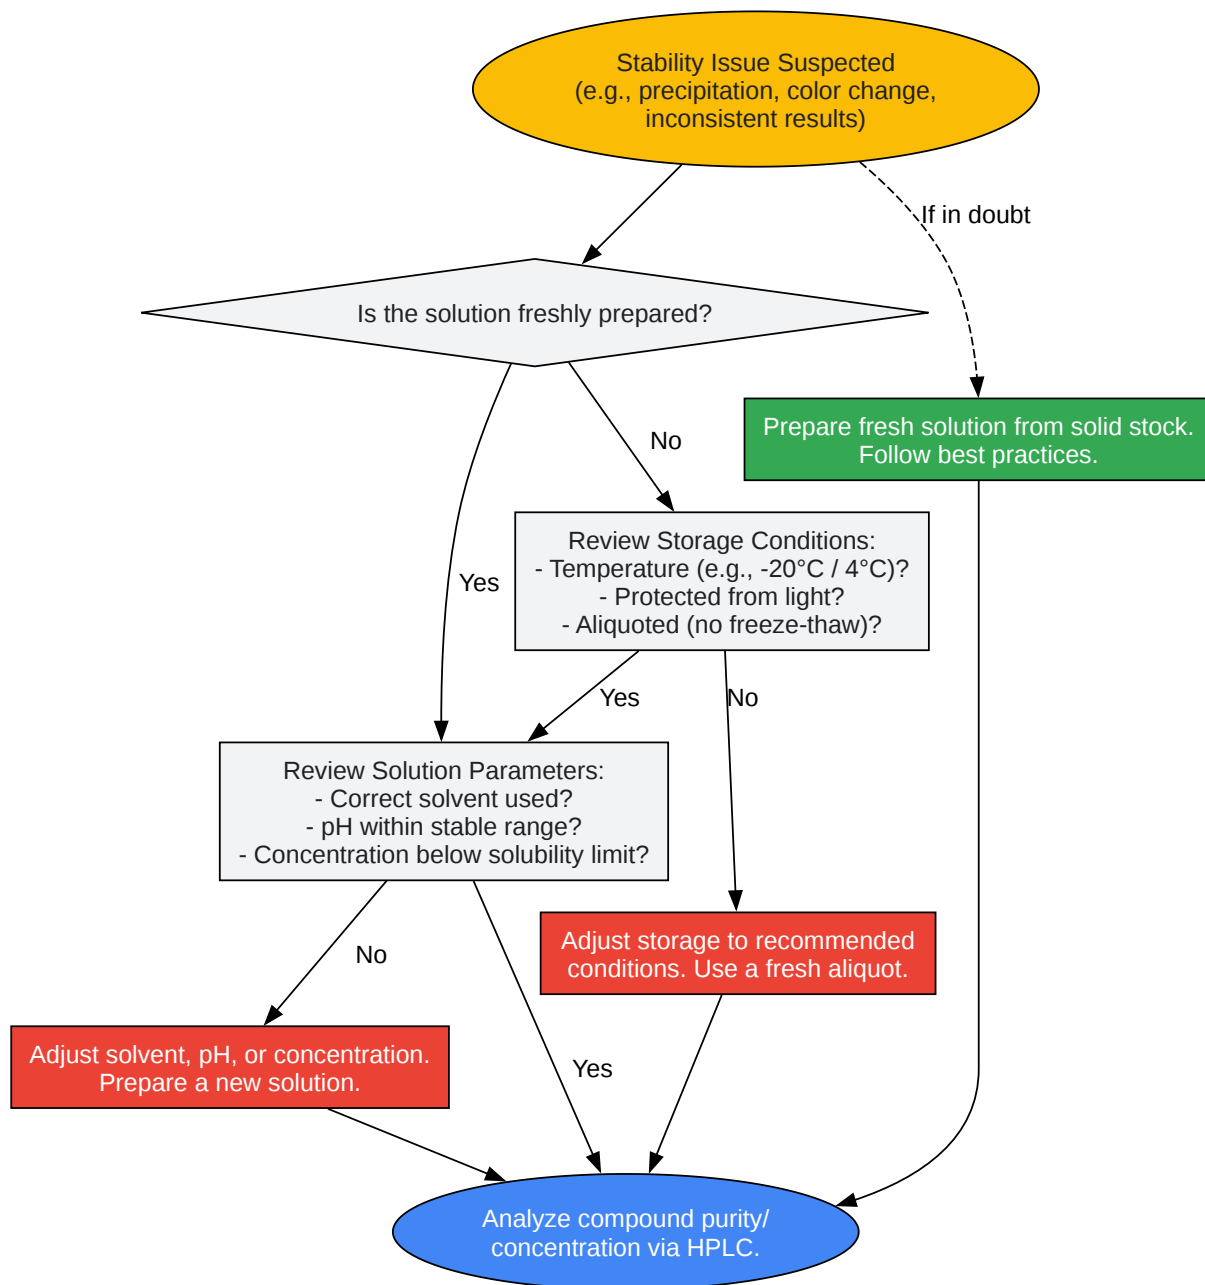 Stability Issue Suspected
(e.g., precipitation, color change,
inconsistent results)
If in doubt
Is the solution freshly prepared?
Prepare fresh solution from solid stock.
Follow best practices.
No
Review Storage Conditions:
- Temperature (e.g., -20°C / 4°C)?
- Protected from light?
- Aliquoted (no freeze-thaw)?
Yes
Yes
No
Review Solution Parameters:
- Correct solvent used?
- pH within stable range?
- Concentration below solubility limit?
Adjust storage to recommended
conditions. Use a fresh aliquot.
No
Adjust solvent, pH, or concentration.
Prepare a new solution.
Yes
Analyze compound purity/
concentration via HPLC.